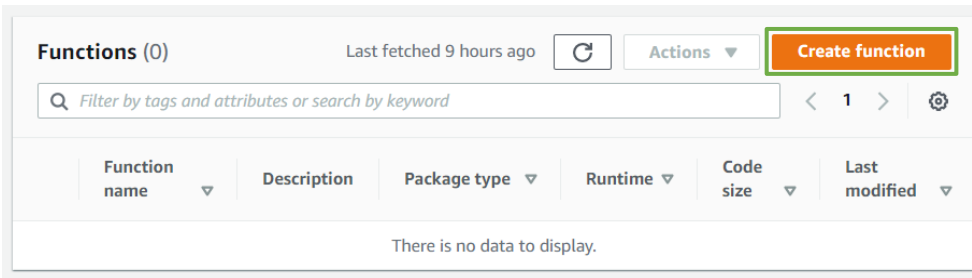 Functions (0) Last fetched 9 hours ago Actions Create function
Filter by tags and attributes or search by keyword 1
Function name Description Package type Runtime Code size Last modified
There is no data to display.